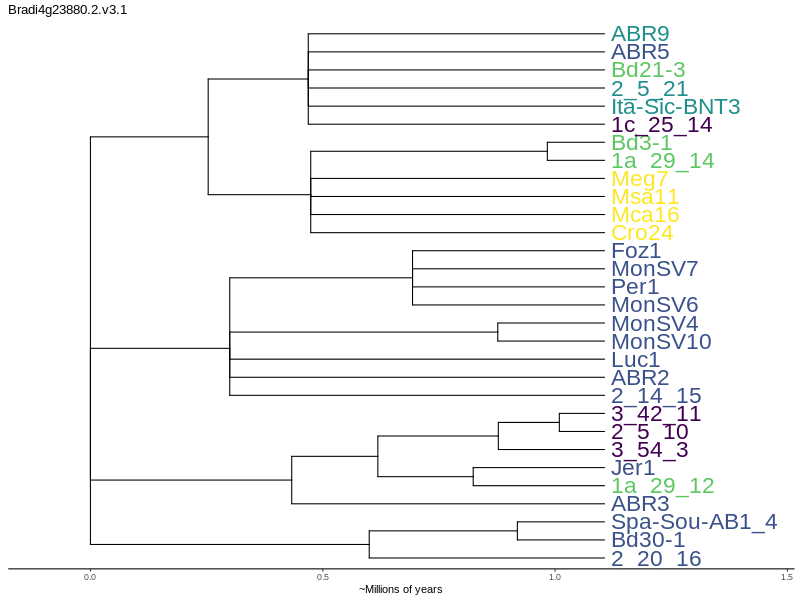 Bradi4g23880.2.v3.1
ABR9
ABR5
Bd21-3
2_5_21
Ita-Sic-BNT3
1c_25_14
Bd3-1
1a_29_14
Meg7
Msa11
Mca16
Cro24
Foz1
MonSV7
Per1
MonSV6
MonSV4
MonSV10
Luc1
ABR2
2_14_15
3_42_11
2_5_10
3_54_3
Jer1
1a_29_12
ABR3
Spa-Sou-AB1_4
Bd30-1
2_20_16
0.0 0.5 1.0 1.5
~Millions of years